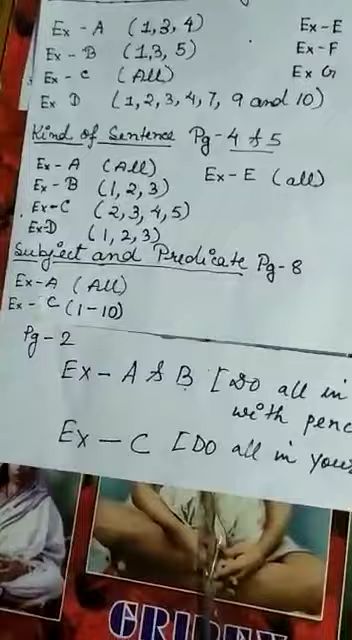 Ex - A (1,3,4) Ex - E
Ex - B (1,3,5) Ex - F
Ex - C (All) Ex G
Ex D (1,2,3,4,7, 9 and 10)
Kind of Sentence Pg - 4 & 5
Ex - A (All) Ex - E (all)
Ex - B (1,2,3)
Ex - C (2,3,4,5)
Ex D (1,2,3)
Subject and Predicate Pg - 8
Ex - A (All)
Ex - C (1-10)
Pg - 2
Ex - A & B [Do all in
with penc
Ex - C [Do all in your